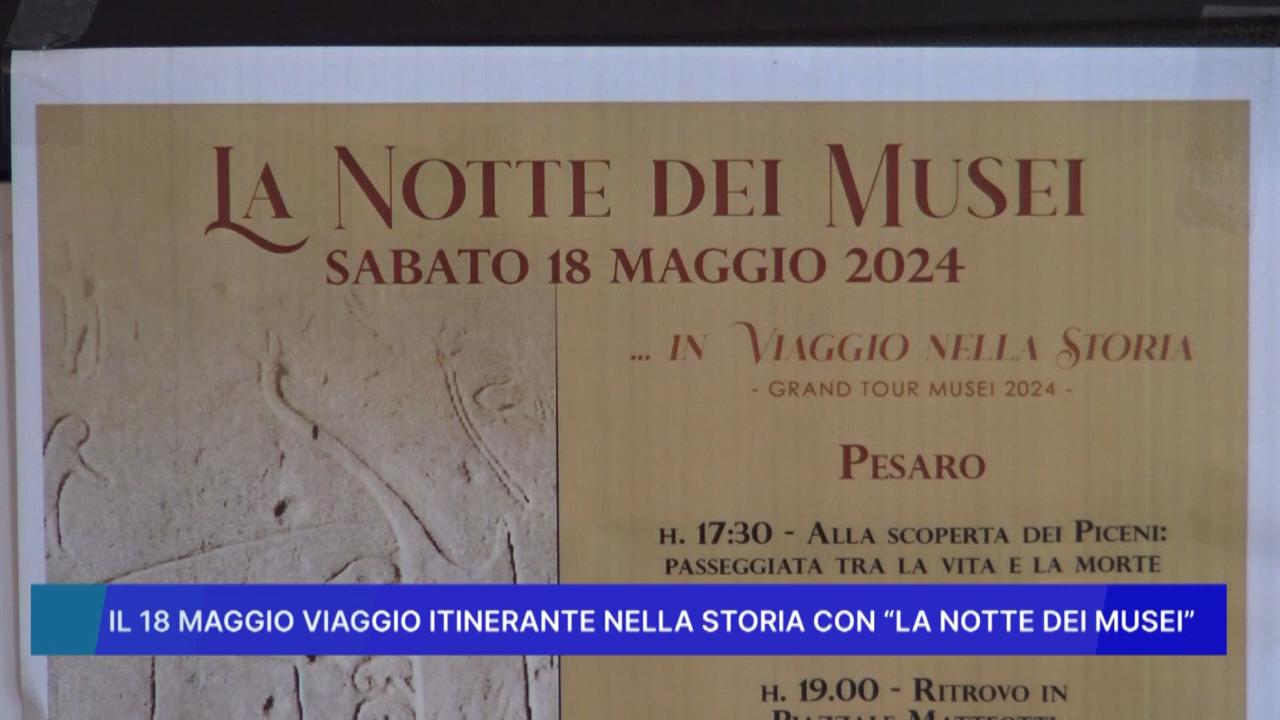 La Notte dei Musei
SABATO 18 MAGGIO 2024
... in Viaggio nella Storia
- GRAND TOUR MUSEI 2024 -
Pesaro
h. 17:30 - Alla scoperta dei Piceni:
passeggiata tra la vita e la morte
IL 18 MAGGIO VIAGGIO ITINERANTE NELLA STORIA CON “LA NOTTE DEI MUSEI”
h. 19.00 - Ritrovo in
Piazzale Matteotti